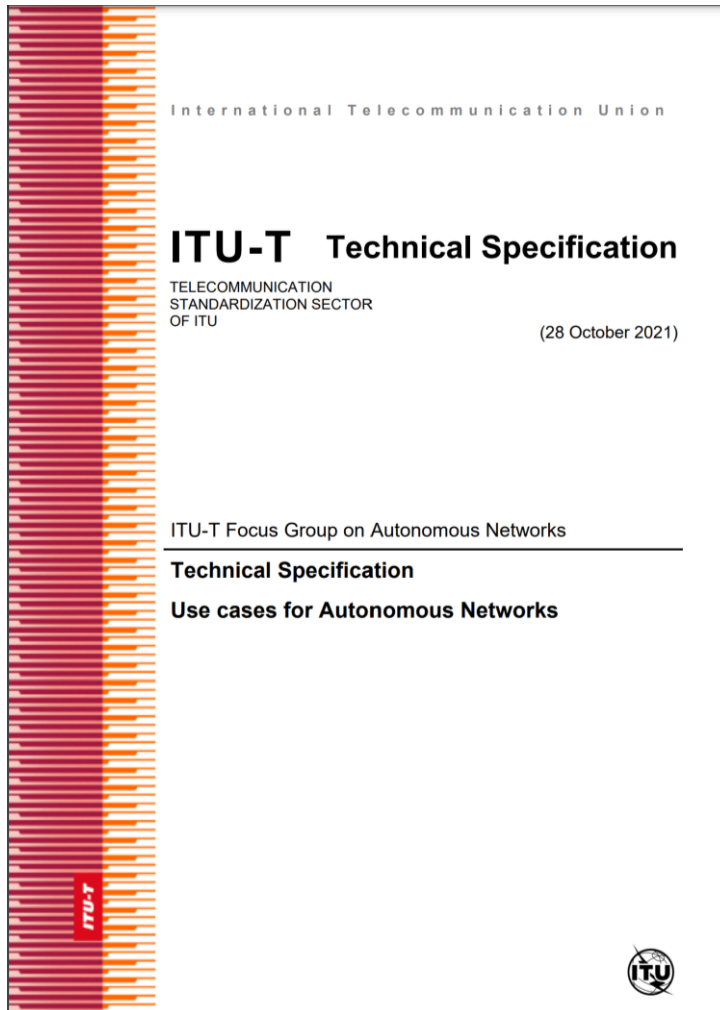 International Telecommunication Union
ITU-T Technical Specification
TELECOMMUNICATION
STANDARDIZATION SECTOR
OF ITU
(28 October 2021)
ITU-T Focus Group on Autonomous Networks
Technical Specification
Use cases for Autonomous Networks
ITU-T
ITU